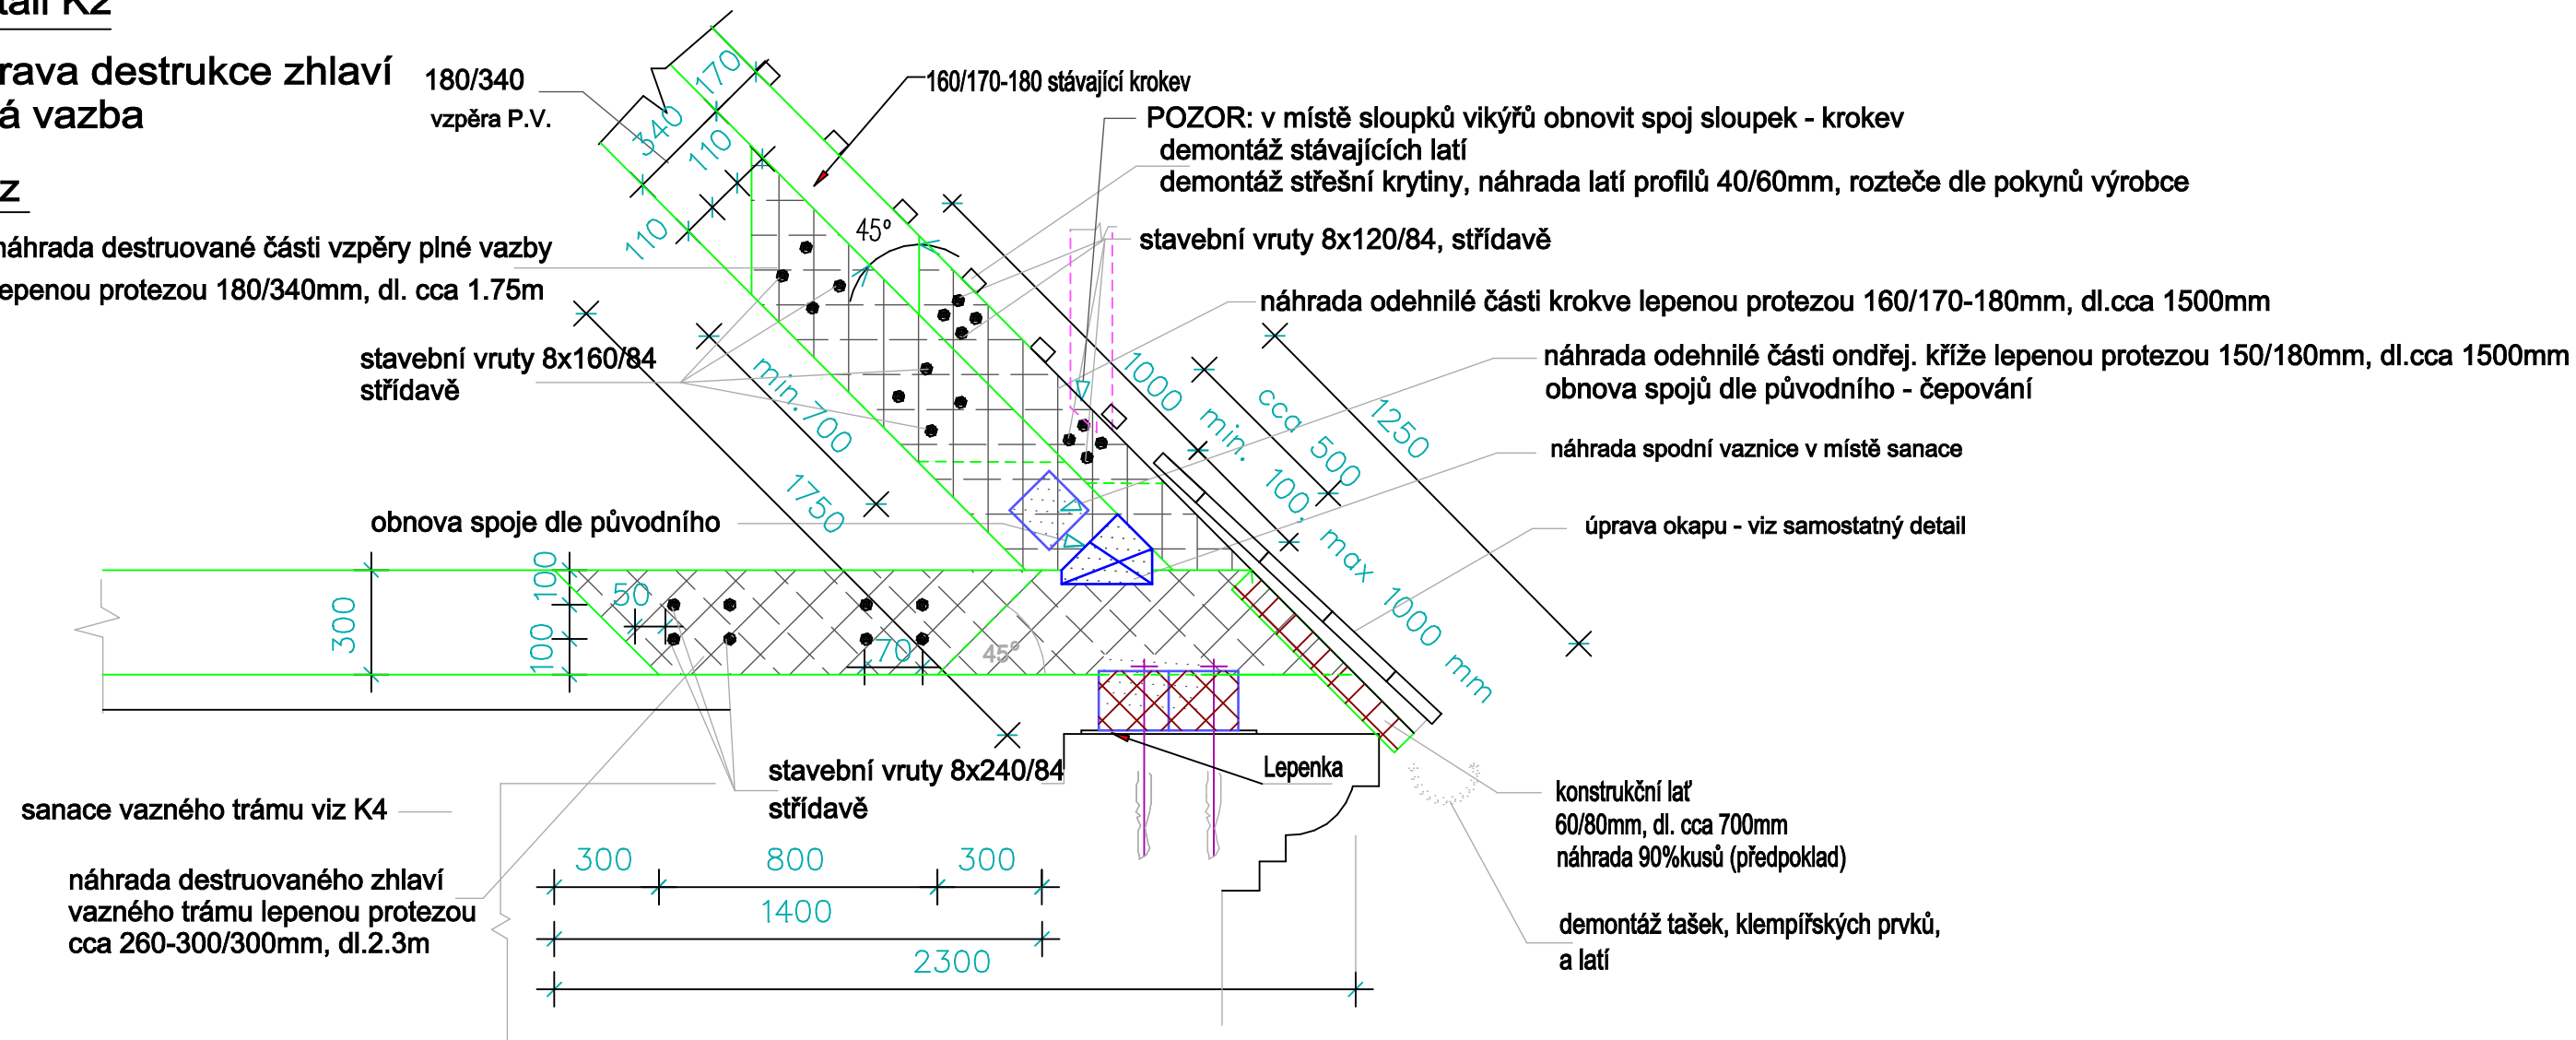 tail K2
rava destrukce zhlaví
á vazba
z
180/340
vzpěra P.V.
160/170-180 stávající krokev
POZOR: v místě sloupků vikýřů obnovit spoj sloupek - krokev
demontáž stávajících latí
demontáž střešní krytiny, náhrada latí profilů 40/60mm, rozteče dle pokynů výrobce
stavební vruty 8x120/84, střídavě
náhrada destruované části vzpěry plné vazby
lepenou protezou 180/340mm, dl. cca 1.75m
náhrada odehnilé části krokve lepenou protezou 160/170-180mm, dl.cca 1500mm
stavební vruty 8x160/84
střídavě
náhrada odehnilé části ondřej. kříže lepenou protezou 150/180mm, dl.cca 1500mm
obnova spojů dle původního - čepování
náhrada spodní vaznice v místě sanace
obnova spoje dle původního
úprava okapu - viz samostatný detail
170
340
110
110
45°
min.700
1750
1000
min. 100, max 1000 mm
cca 500
1250
300
100
100
50
70
45°
stavební vruty 8x240/84
střídavě
Lepenka
sanace vazného trámu viz K4
konstrukční lať
60/80mm, dl. cca 700mm
náhrada 90%kusů (předpoklad)
náhrada destruovaného zhlaví
vazného trámu lepenou protezou
cca 260-300/300mm, dl.2.3m
demontáž tašek, klempířských prvků,
a latí
300
800
300
1400
2300